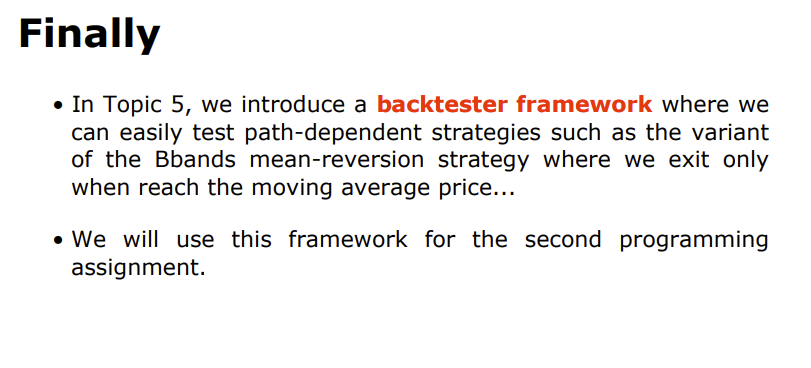 Finally
• In Topic 5, we introduce a backtester framework where we
can easily test path-dependent strategies such as the variant
of the Bbands mean-reversion strategy where we exit only
when reach the moving average price...
• We will use this framework for the second programming
assignment.